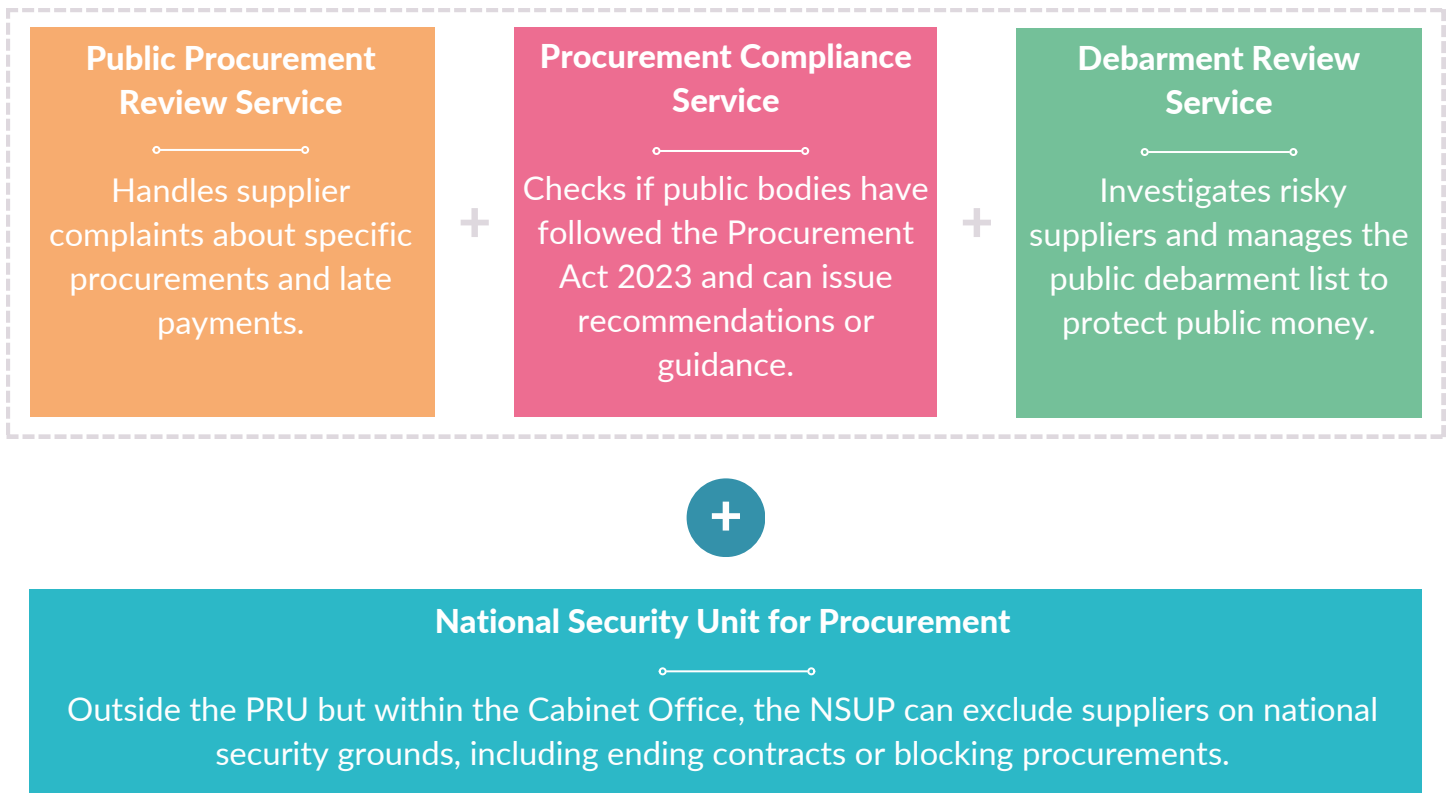 Public Procurement
Review Service
Handles supplier
complaints about specific
procurements and late
payments.
+
Procurement Compliance
Service
Checks if public bodies have
followed the Procurement
Act 2023 and can issue
recommendations or
guidance.
+
Debarment Review
Service
Investigates risky
suppliers and manages the
public debarment list to
protect public money.
+
National Security Unit for Procurement
Outside the PRU but within the Cabinet Office, the NSUP can exclude suppliers on national
security grounds, including ending contracts or blocking procurements.